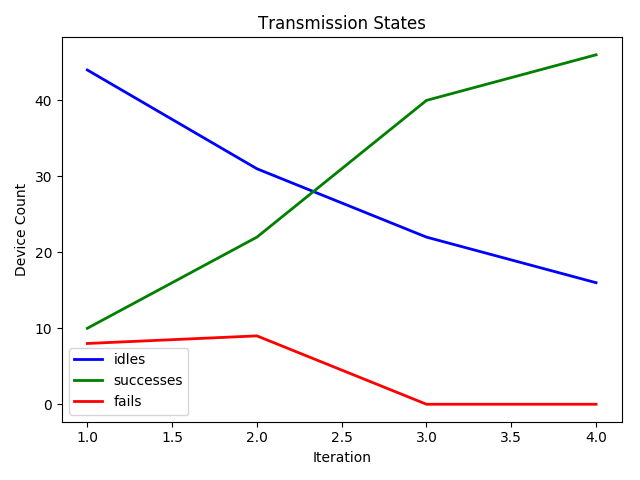 Transmission States
Device Count
40
30
20
10
0
idles
successes
fails
1.0 1.5 2.0 2.5 3.0 3.5 4.0
Iteration